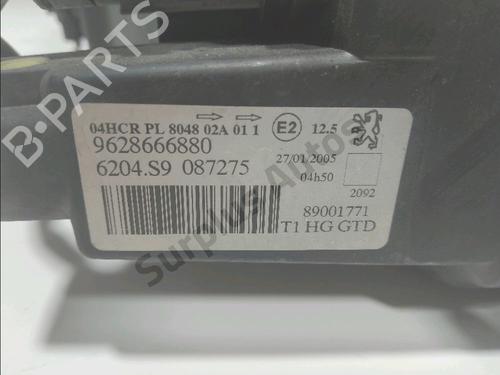 B-PARTS
04HCR PL 8048 02A 01 1 E2 12.5
9628666880
27/01/2005
6204.S9 087275
04h50
2092
89001771
T1 HG GTD
Surplus Autos